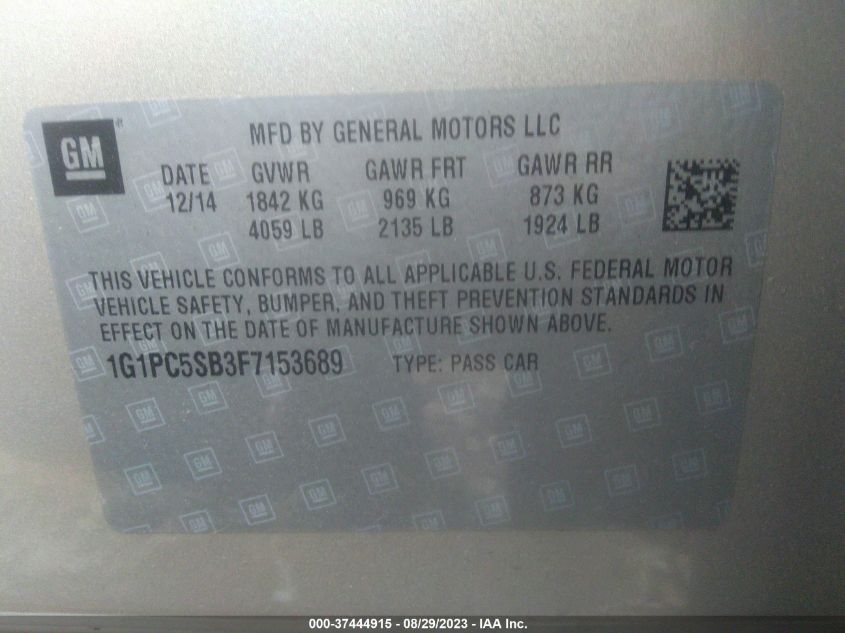 GM ®
MFD BY GENERAL MOTORS LLC
DATE GVWR GAWR FRT GAWR RR
12/14 1842 KG 969 KG 873 KG
4059 LB 2135 LB 1924 LB
THIS VEHICLE CONFORMS TO ALL APPLICABLE U.S. FEDERAL MOTOR
VEHICLE SAFETY, BUMPER, AND THEFT PREVENTION STANDARDS IN
EFFECT ON THE DATE OF MANUFACTURE SHOWN ABOVE.
1G1PC5SB3F7153689 TYPE: PASS CAR
000-37444915 - 08/29/2023 - IAA Inc.